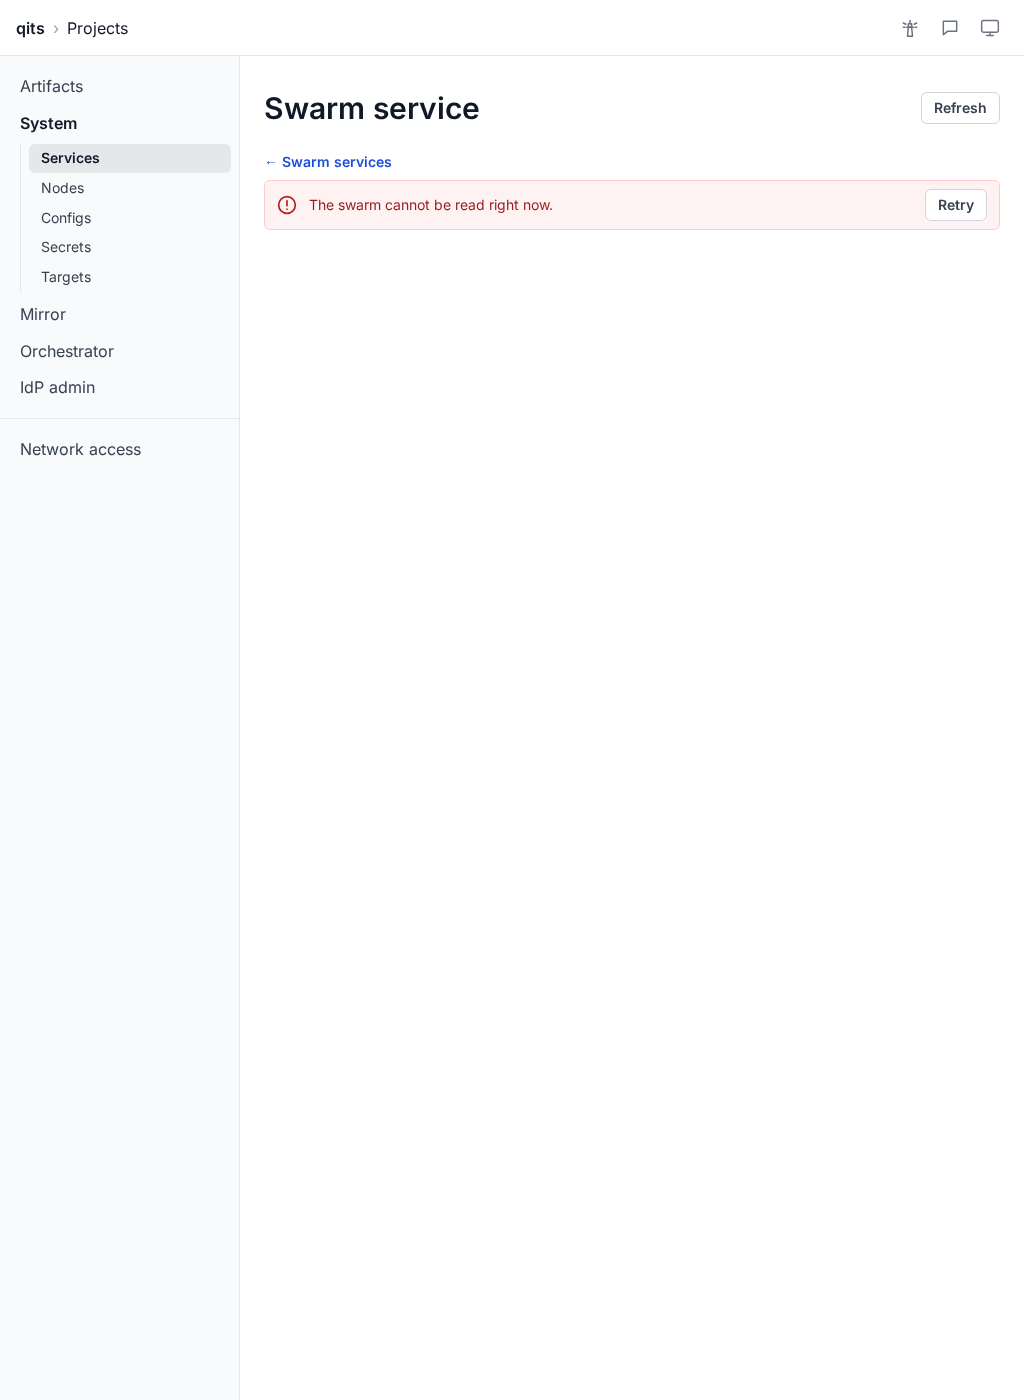 qits › Projects
Artifacts
System
Services
Nodes
Configs
Secrets
Targets
Mirror
Orchestrator
IdP admin
Network access
Swarm service
Refresh
← Swarm services
The swarm cannot be read right now.
Retry